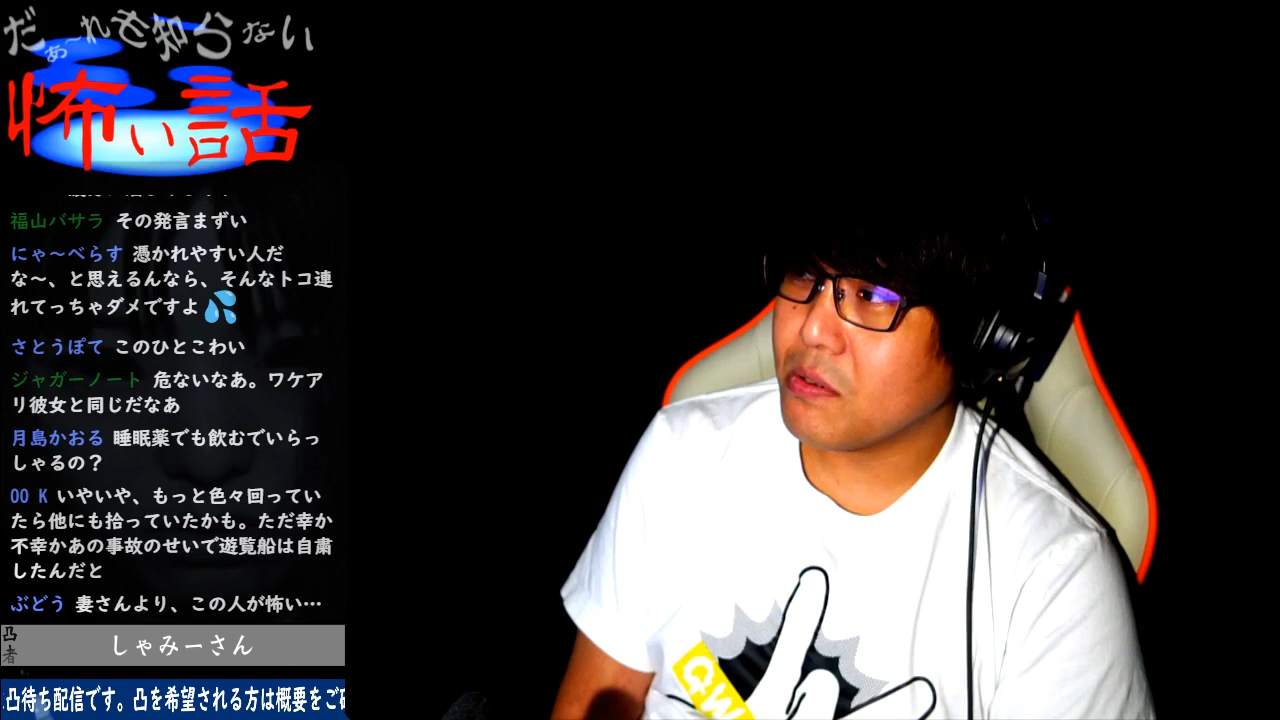 だぁ～れも知らない
怖い話
福山バサラ その発言まずい
にゃ～べらす 憑かれやすい人だ
な～、と思えるんなら、そんなトコ連
れてっちゃダメですよ💦
さとうぽて このひとこわい
ジャガーノート 危ないなあ。ワケア
リ彼女と同じだなあ
月島かおる 睡眠薬でも飲むでいらっ
しゃるの？
OO K いやいや、もっと色々回ってい
たら他にも拾っていたかも。ただ幸か
不幸かあの事故のせいで遊覧船は自粛
したんだと
ぶどう 妻さんより、この人が怖い…
凸者 しゃみーさん
凸待ち配信です。凸を希望される方は概要をご